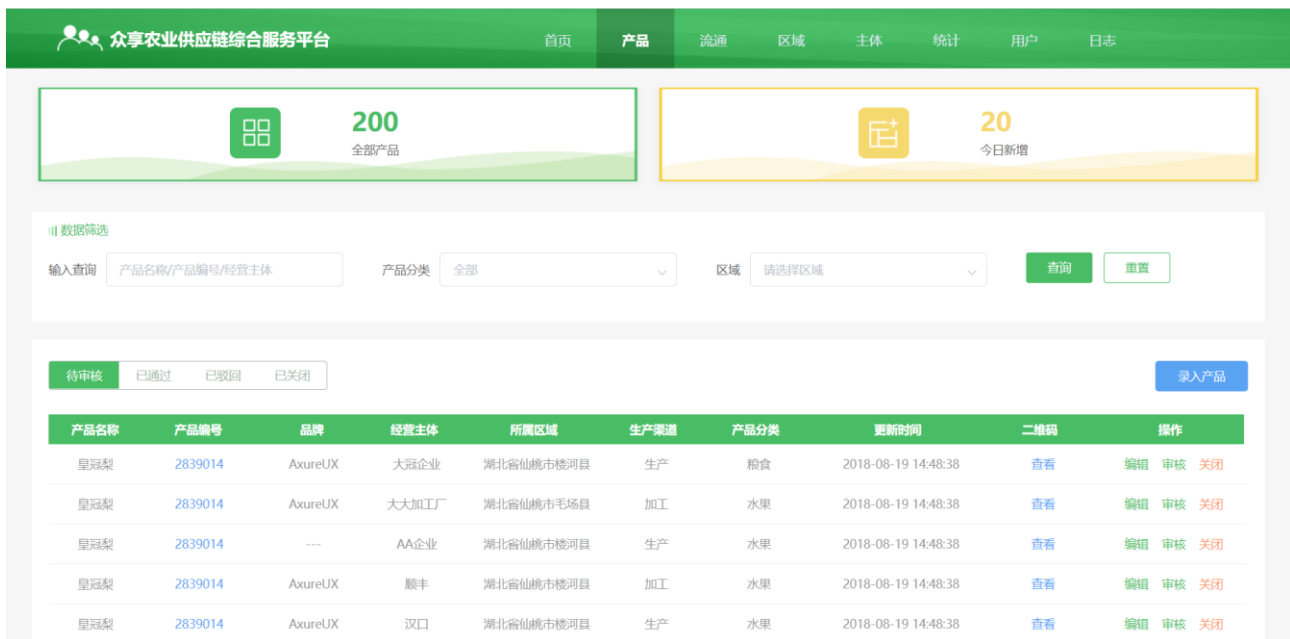 众享农业供应链综合服务平台 首页 产品 流通 区域 主体 统计 用户 日志
200
全部产品
20
今日新增
数据筛选
输入查询 产品名称/产品编号/经营主体 产品分类 全部 区域 请选择区域 查询 重置
待审核 已通过 已驳回 已关闭 录入产品
产品名称 产品编号 品牌 经营主体 所属区域 生产渠道 产品分类 更新时间 二维码 操作
皇冠梨 2839014 AxureUX 大冠企业 湖北省仙桃市楼河县 生产 粮食 2018-08-19 14:48:38 查看 编辑 审核 关闭
皇冠梨 2839014 AxureUX 大大加工厂 湖北省仙桃市毛场县 加工 水果 2018-08-19 14:48:38 查看 编辑 审核 关闭
皇冠梨 2839014 --- AA企业 湖北省仙桃市楼河县 生产 水果 2018-08-19 14:48:38 查看 编辑 审核 关闭
皇冠梨 2839014 AxureUX 顺丰 湖北省仙桃市楼河县 加工 水果 2018-08-19 14:48:38 查看 编辑 审核 关闭
皇冠梨 2839014 AxureUX 汉口 湖北省仙桃市楼河县 生产 水果 2018-08-19 14:48:38 查看 编辑 审核 关闭